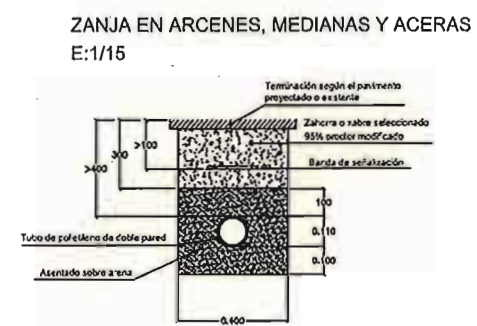 ZANJA EN ARCENES, MEDIANAS Y ACERAS
E:1/15
Terminación según el pavimento
proyectado o existente
Zahorra o zabre seleccionado
95% proctor modificado
Banda de señalización
>100
300
>400
100
0.110
0.100
Tubo de polietileno de doble pared
Asentado sobre arena
0.400